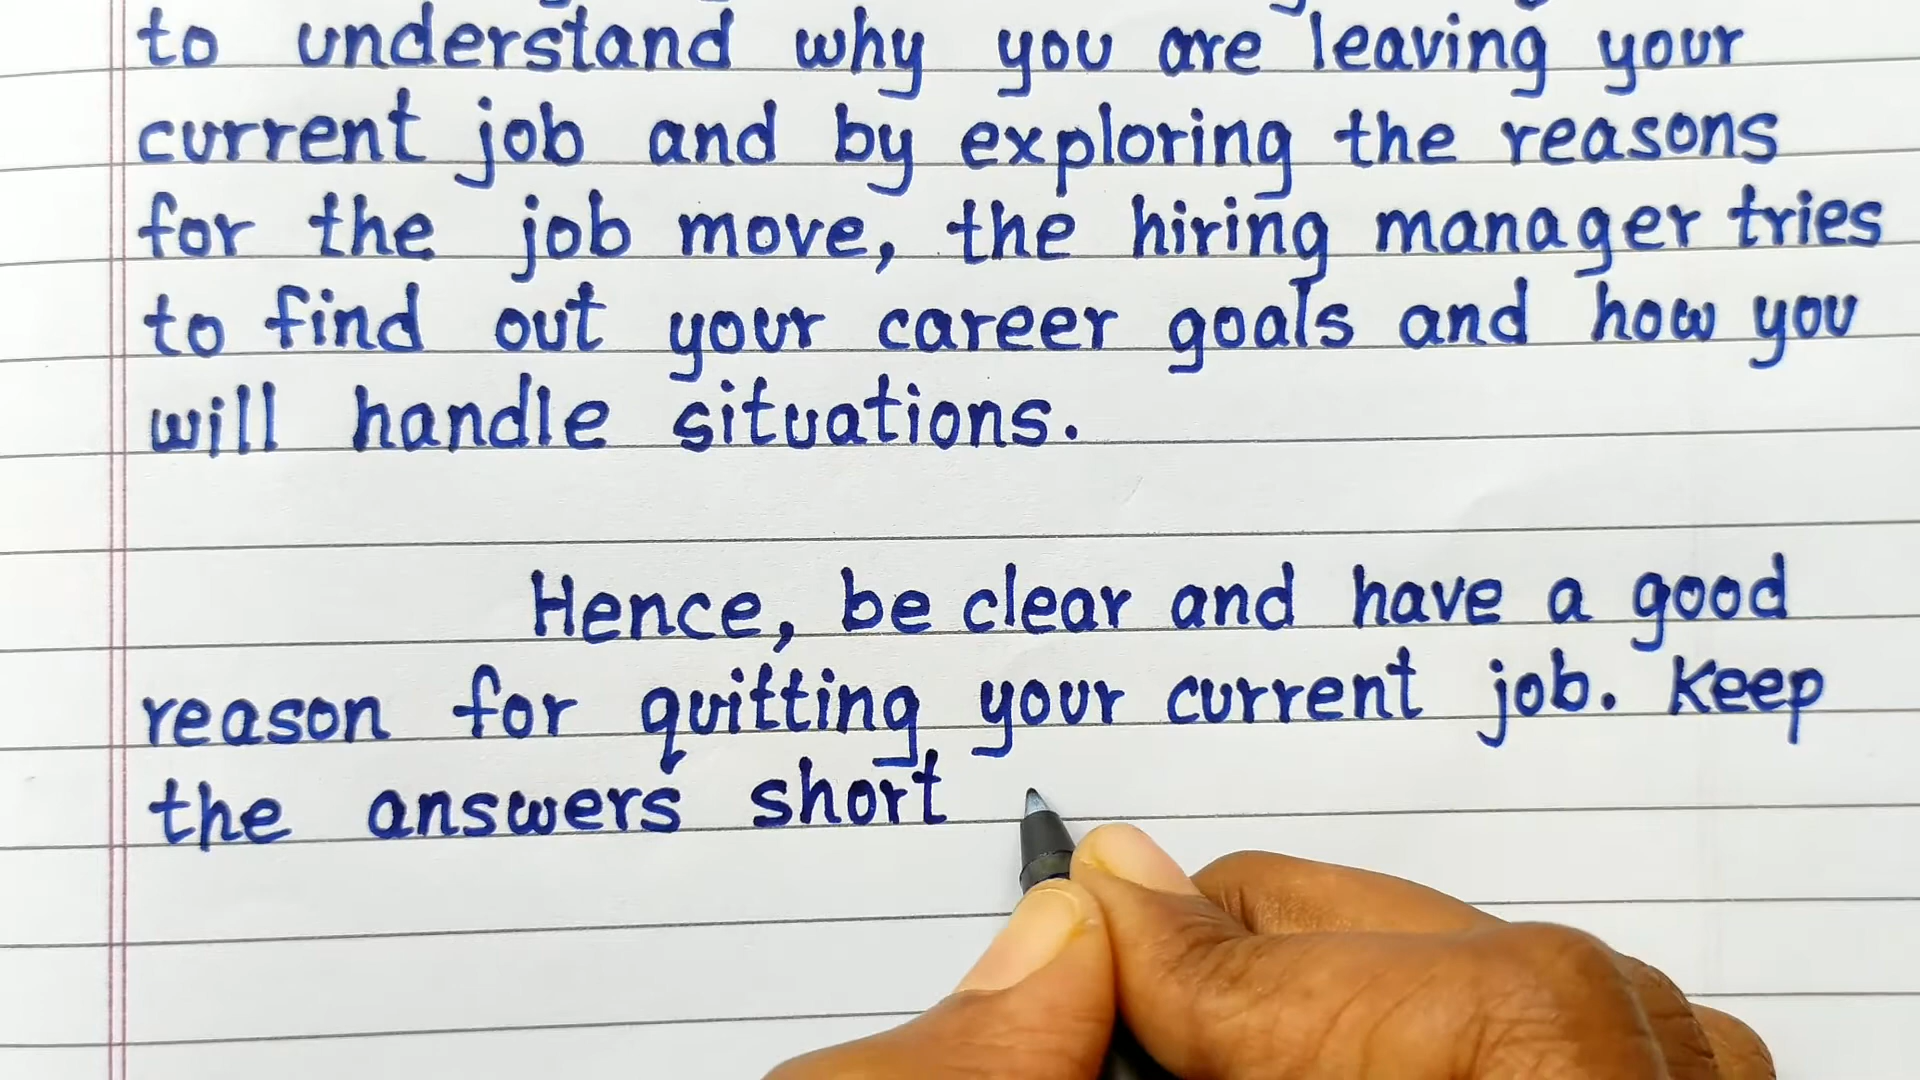 to understand why you are leaving your
current job and by exploring the reasons
for the job move, the hiring manager tries
to find out your career goals and how you
will handle situations.
Hence, be clear and have a good
reason for quitting your current job. Keep
the answers short